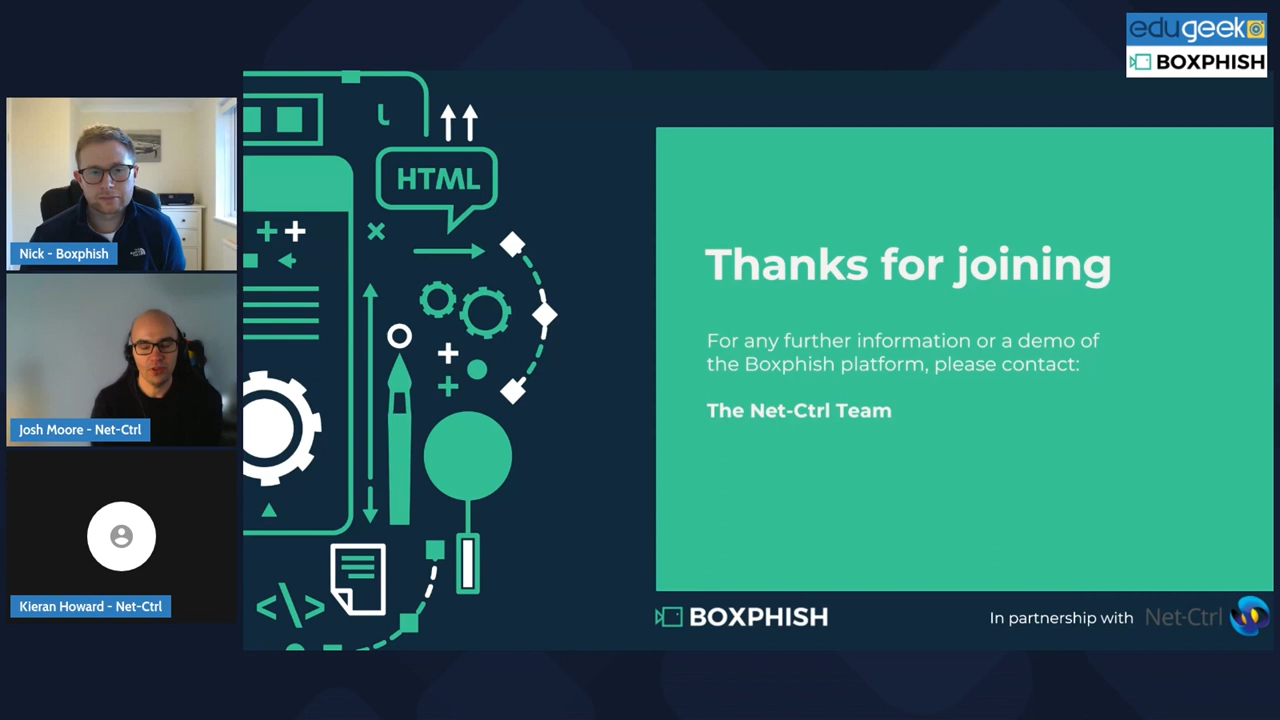 edugeek
BOXPHISH
Nick - Boxphish
Josh Moore - Net-Ctrl
Kieran Howard - Net-Ctrl
HTML
</\>
Thanks for joining
For any further information or a demo of
the Boxphish platform, please contact:
The Net-Ctrl Team
BOXPHISH
In partnership with Net-Ctrl